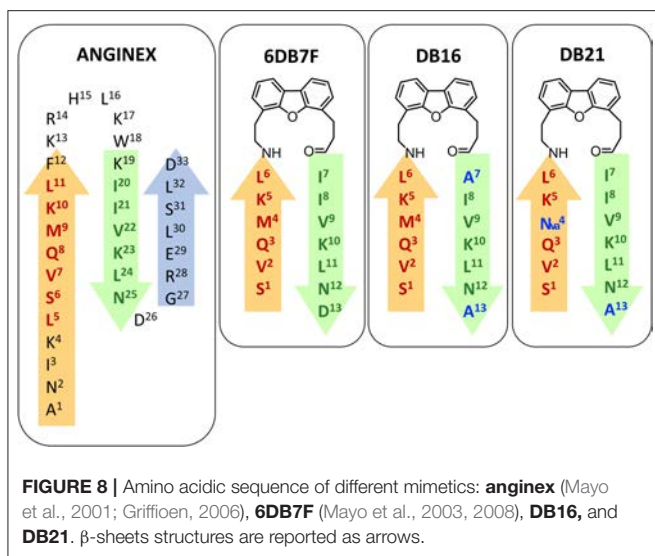 ANGINEX
H¹⁵ L¹⁶
R¹⁴ K¹⁷
K¹³ W¹⁸
F¹² K¹⁹ D³³
L¹¹ I²⁰ L³²
K¹⁰ I²¹ S³¹
M⁹ V²² L³⁰
Q⁸ K²³ E²⁹
V⁷ L²⁴ R²⁸
S⁶ N²⁵ G²⁷
L⁵ D²⁶
K⁴
I³
N²
A¹
6DB7F
O
NH O
L⁶ I⁷
K⁵ I⁸
M⁴ V⁹
Q³ K¹⁰
V² L¹¹
S¹ N¹²
D¹³
DB16
O
NH O
L⁶ A⁷
K⁵ I⁸
M⁴ V⁹
Q³ K¹⁰
V² L¹¹
S¹ N¹²
A¹³
DB21
O
NH O
L⁶ I⁷
K⁵ I⁸
Nva⁴ V⁹
Q³ K¹⁰
V² L¹¹
S¹ N¹²
A¹³
FIGURE 8 | Amino acidic sequence of different mimetics: anginex (Mayo
et al., 2001; Griffioen, 2006), 6DB7F (Mayo et al., 2003, 2008), DB16, and
DB21. β-sheets structures are reported as arrows.